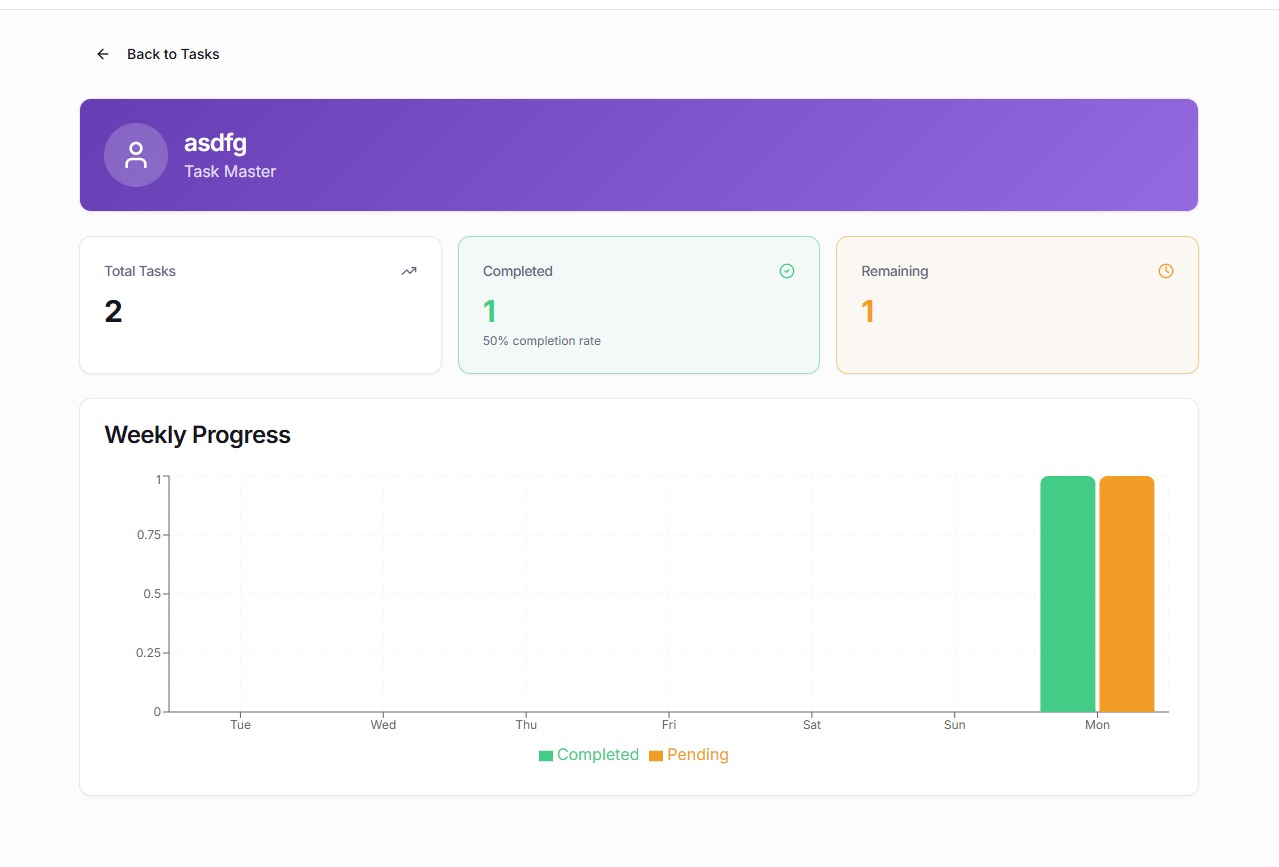 Back to Tasks
asdfg
Task Master
Total Tasks
2
Completed
1
50% completion rate
Remaining
1
Weekly Progress
1
0.75
0.5
0.25
0
Tue Wed Thu Fri Sat Sun Mon
Completed Pending